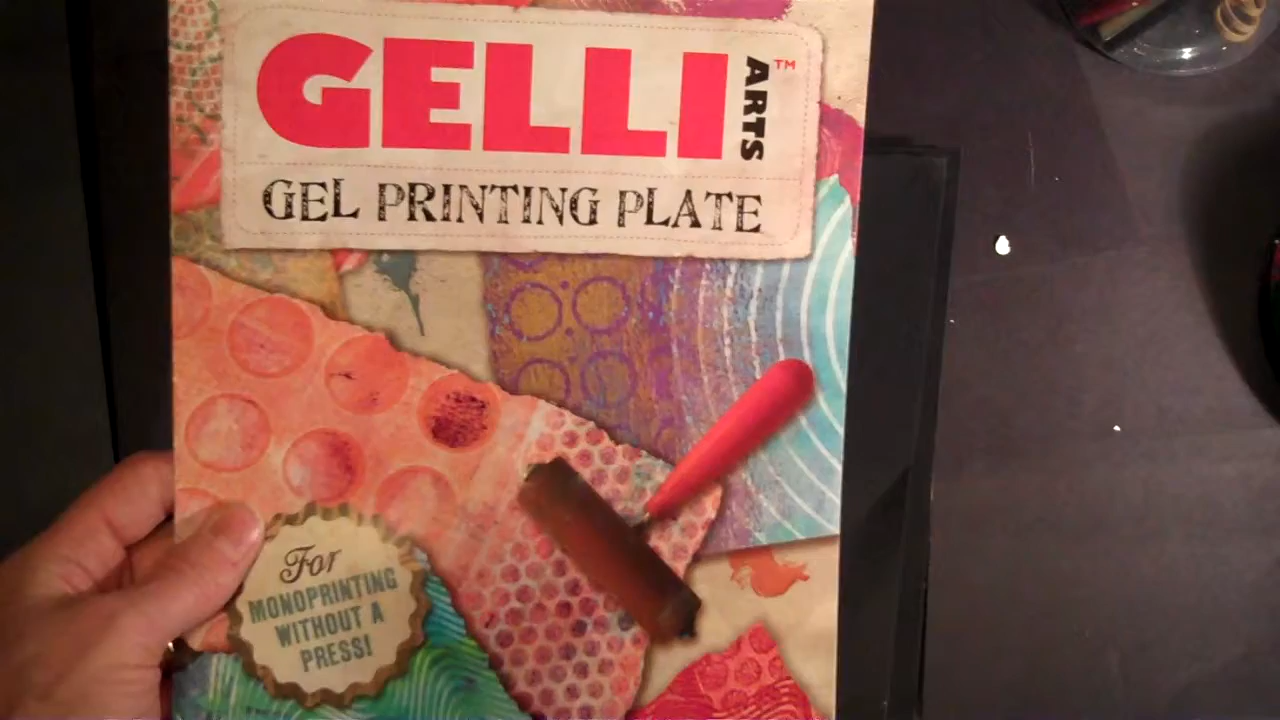 GELLI ARTS™
GEL PRINTING PLATE
For
MONOPRINTING
WITHOUT A
PRESS!